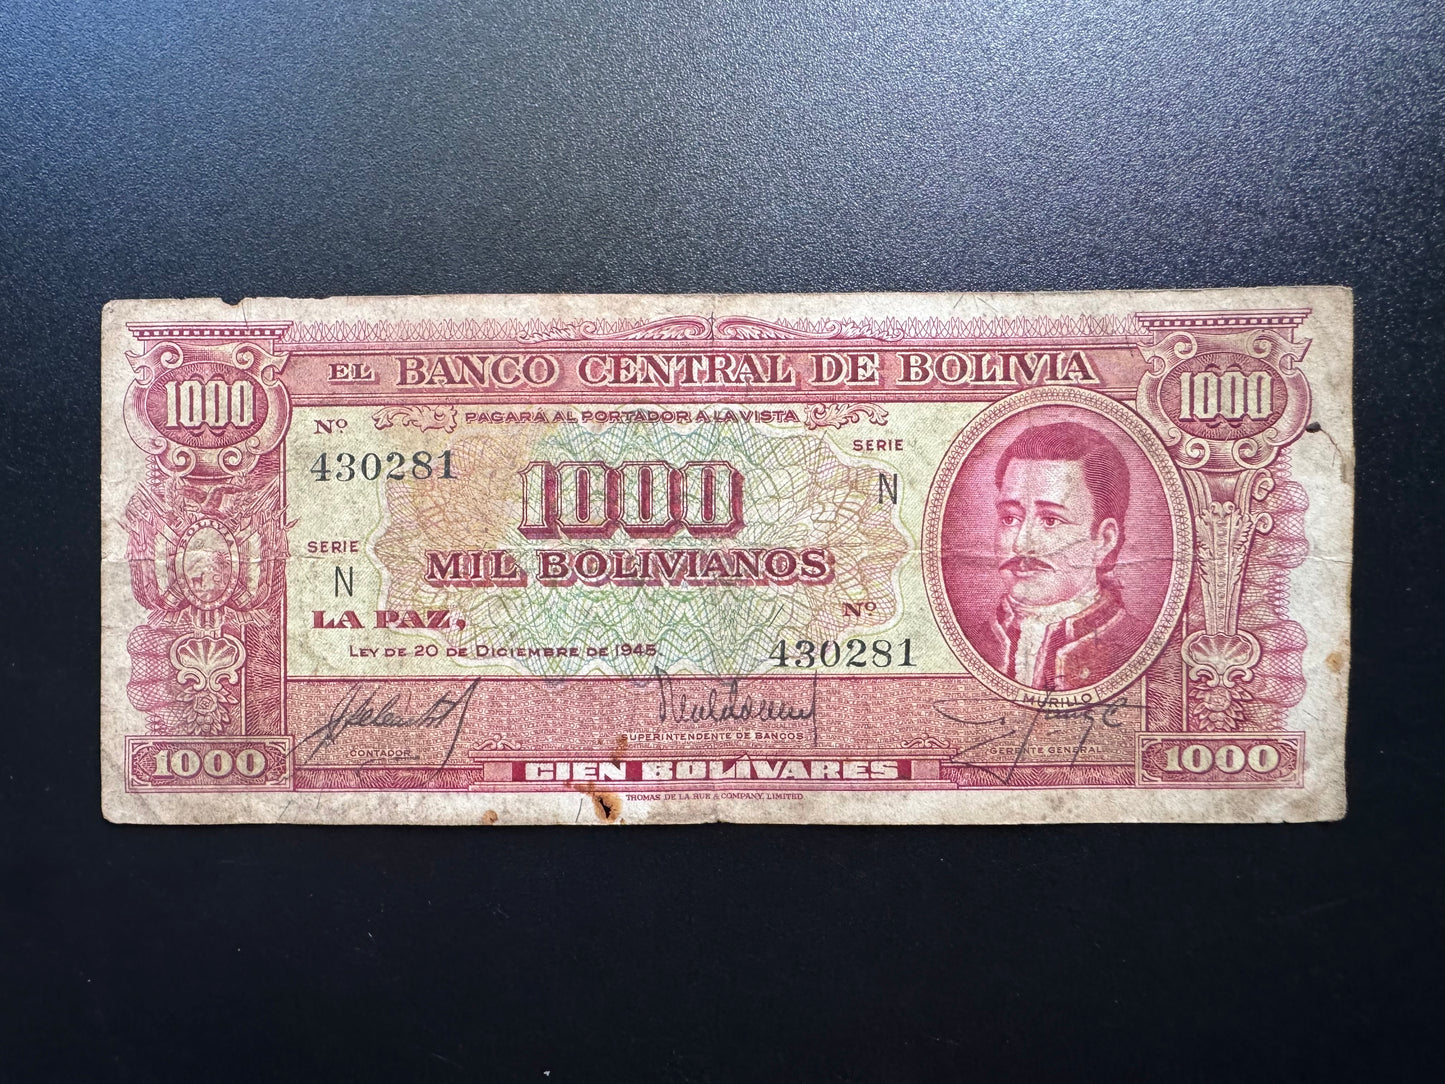 EL BANCO CENTRAL DE BOLIVIA
1000
1000
Nº
PAGARÁ AL PORTADOR A LA VISTA
SERIE
430281
1000
N
SERIE
MIL BOLIVIANOS
N
LA PAZ,
Nº
LEY DE 20 DE DICIEMBRE DE 1945.
430281
MURILLO
CONTADOR
SUPERINTENDENTE DE BANCOS
GERENTE GENERAL
1000
CIEN BOLÍVARES
1000
THOMAS DE LA RUE & COMPANY, LIMITED